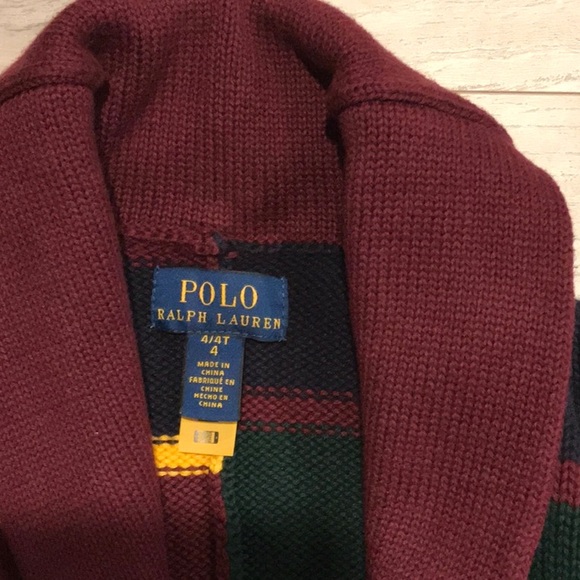 POLO
RALPH LAUREN
4/4T
4
MADE IN
CHINA
FABRIQUÉ EN
CHINE
HECHO EN
CHINA